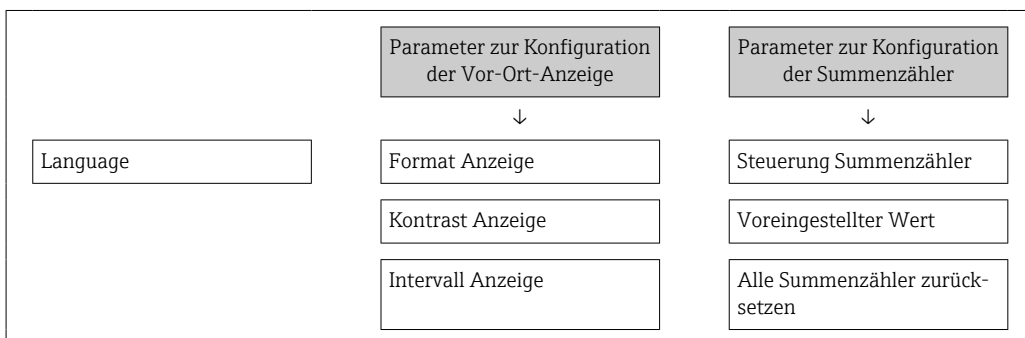 Parameter zur Konfiguration
der Vor-Ort-Anzeige
Parameter zur Konfiguration
der Summenzähler
↓
↓
Language
Format Anzeige
Steuerung Summenzähler
Kontrast Anzeige
Voreingestellter Wert
Intervall Anzeige
Alle Summenzähler zurück-
setzen